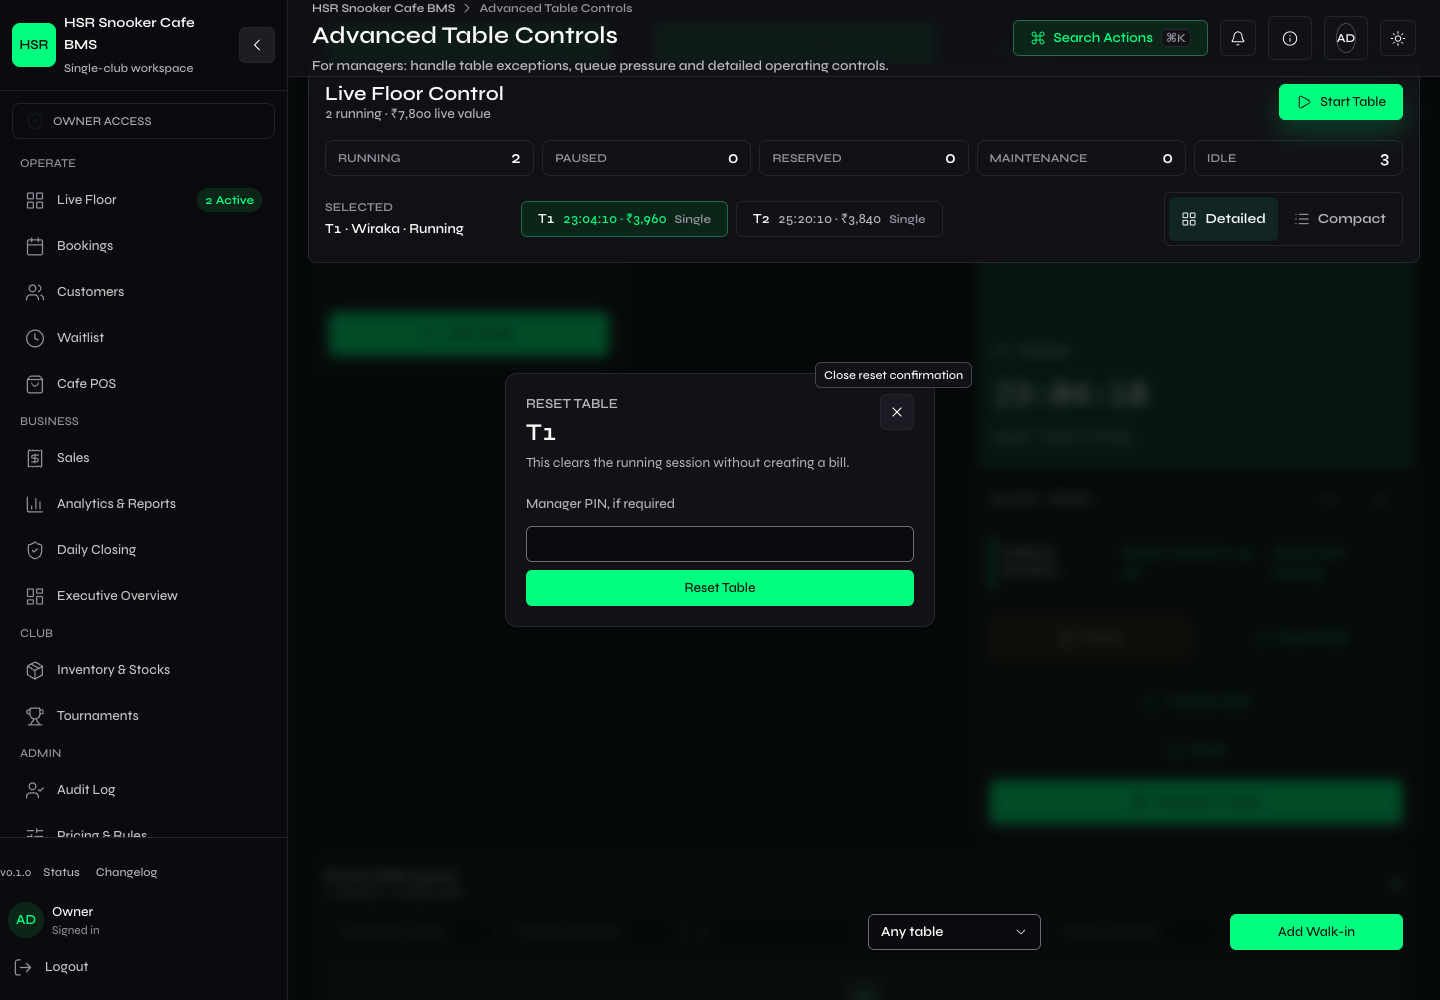 HSR
HSR Snooker Cafe
BMS
Single-club workspace
OWNER ACCESS
OPERATE
Live Floor
2 Active
Bookings
Customers
Waitlist
Cafe POS
BUSINESS
Sales
Analytics & Reports
Daily Closing
Executive Overview
CLUB
Inventory & Stocks
Tournaments
ADMIN
Audit Log
Pricing & Rules
v0.1.0 Status Changelog
AD
Owner
Signed in
Logout
HSR Snooker Cafe BMS > Advanced Table Controls
Advanced Table Controls
For managers: handle table exceptions, queue pressure and detailed operating controls.
Search Actions ⌘K
AD
Live Floor Control
2 running · ₹7,800 live value
Start Table
RUNNING 2
PAUSED 0
RESERVED 0
MAINTENANCE 0
IDLE 3
SELECTED
T1 · Wiraka · Running
T1 23:04:10 · ₹3,960 Single
T2 25:20:10 · ₹3,840 Single
Detailed
Compact
Close reset confirmation
RESET TABLE
T1
This clears the running session without creating a bill.
Manager PIN, if required
Reset Table
23:04:10
Any table
Add Walk-in